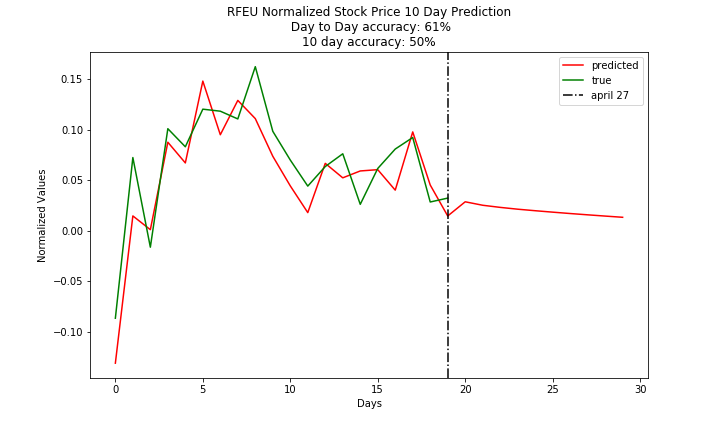 RFEU Normalized Stock Price 10 Day Prediction
Day to Day accuracy: 61%
10 day accuracy: 50%
predicted
true
april 27
Normalized Values
0.15
0.10
0.05
0.00
−0.05
−0.10
0 5 10 15 20 25 30
Days